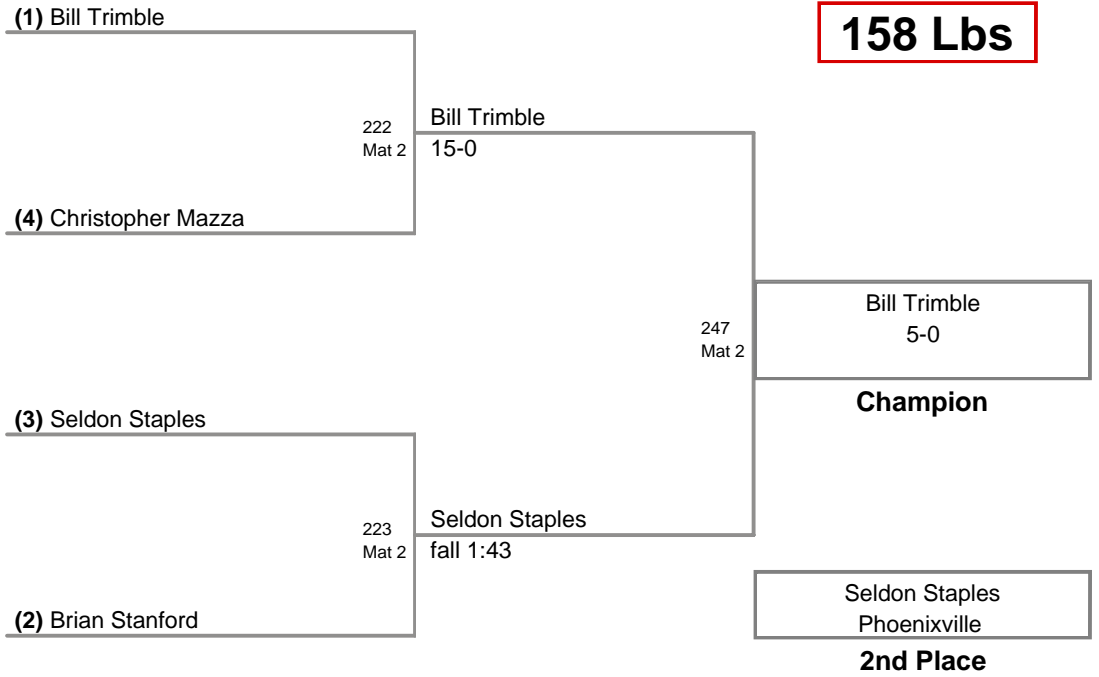 (1) Bill Trimble
158 Lbs
222
Mat 2
Bill Trimble
15-0
(4) Christopher Mazza
247
Mat 2
Bill Trimble
5-0
Champion
(3) Seldon Staples
223
Mat 2
Seldon Staples
fall 1:43
(2) Brian Stanford
Seldon Staples
Phoenixville
2nd Place